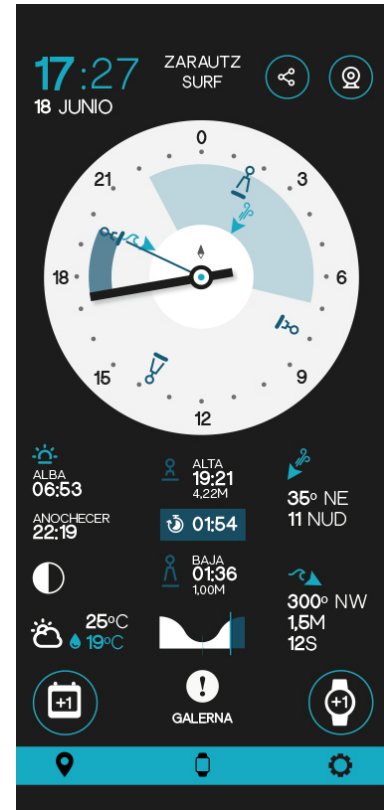 17:27
18 JUNIO
ZARAUTZ
SURF
0
3
6
9
12
15
18
21
ALBA
06:53
ANOCHECER
22:19
25ºC
19ºC
ALTA
19:21
4,22M
01:54
BAJA
01:36
1,00M
35º NE
11 NUD
300º NW
1,5M
12S
+1
!
GALERNA
+1